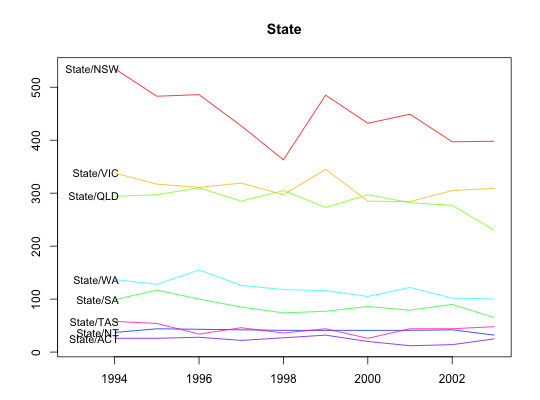 State
500
400
300
200
100
0
State/NSW
State/VIC
State/QLD
State/WA
State/SA
State/TAS
State/NT
State/ACT
1994 1996 1998 2000 2002